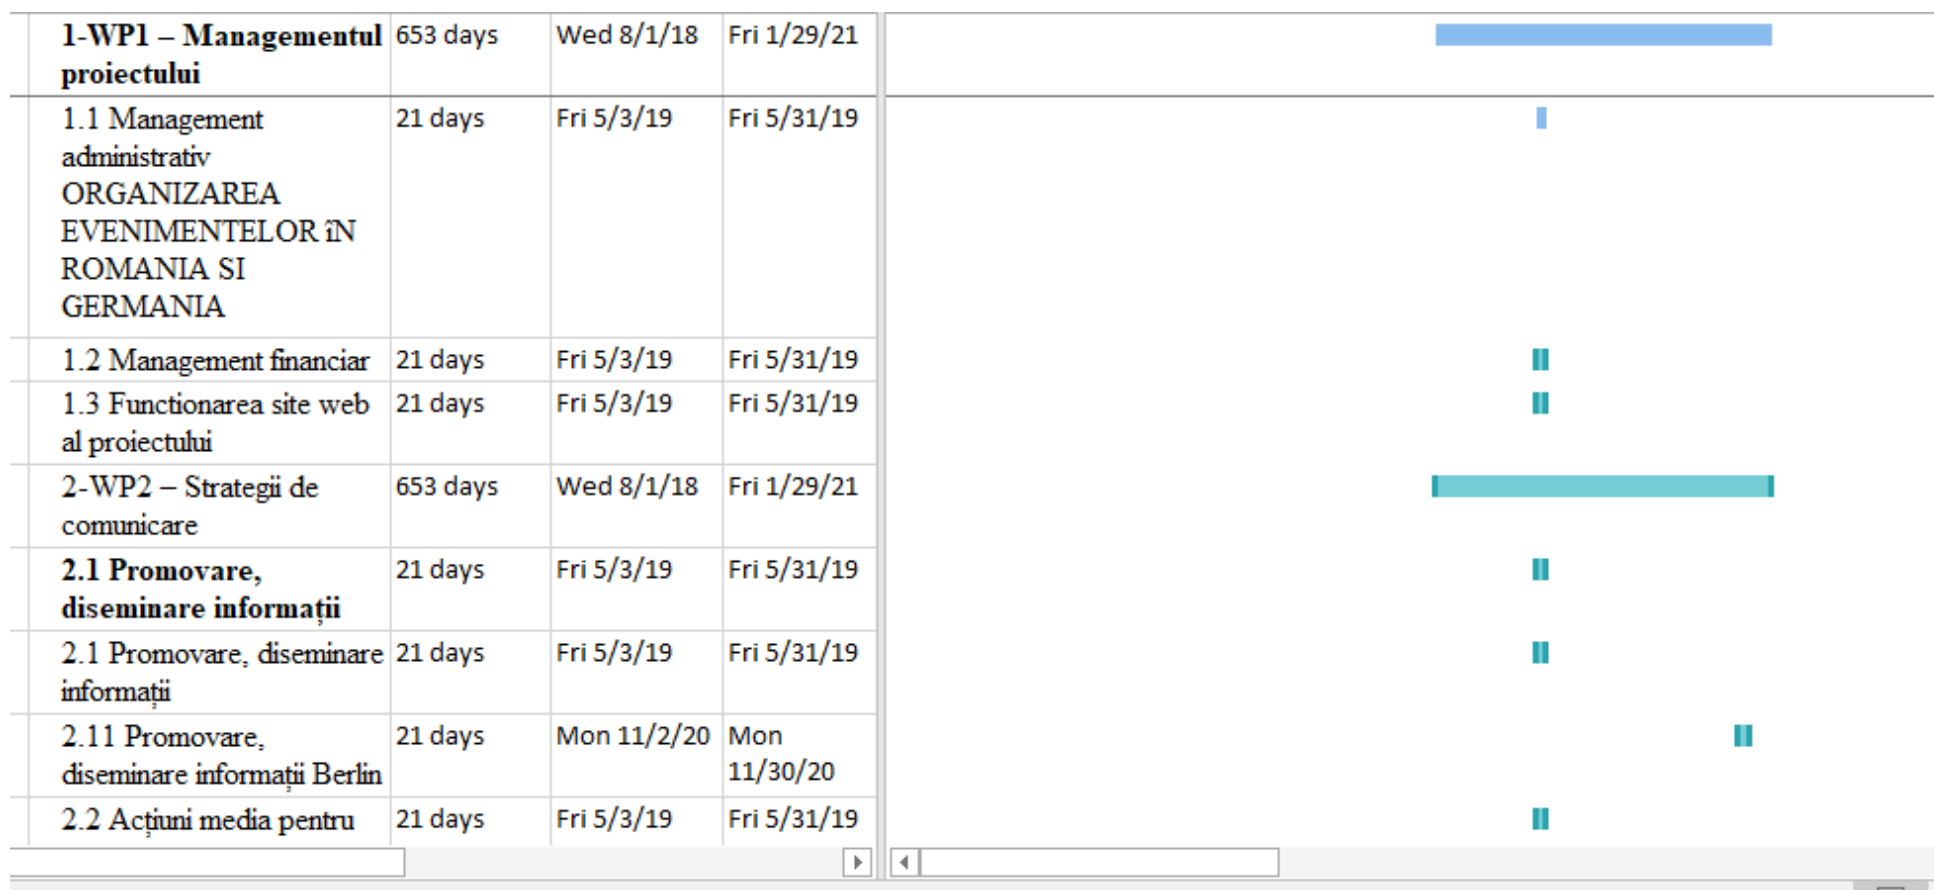 1-WP1 – Managementul 653 days Wed 8/1/18 Fri 1/29/21
proiectului
1.1 Management 21 days Fri 5/3/19 Fri 5/31/19
administrativ
ORGANIZAREA
EVENIMENTELOR îN
ROMANIA SI
GERMANIA
1.2 Management financiar 21 days Fri 5/3/19 Fri 5/31/19
1.3 Functionarea site web 21 days Fri 5/3/19 Fri 5/31/19
al proiectului
2-WP2 – Strategii de 653 days Wed 8/1/18 Fri 1/29/21
comunicare
2.1 Promovare, 21 days Fri 5/3/19 Fri 5/31/19
diseminare informații
2.1 Promovare, diseminare 21 days Fri 5/3/19 Fri 5/31/19
informații
2.11 Promovare, 21 days Mon 11/2/20 Mon
diseminare informații Berlin 11/30/20
2.2 Acțiuni media pentru 21 days Fri 5/3/19 Fri 5/31/19